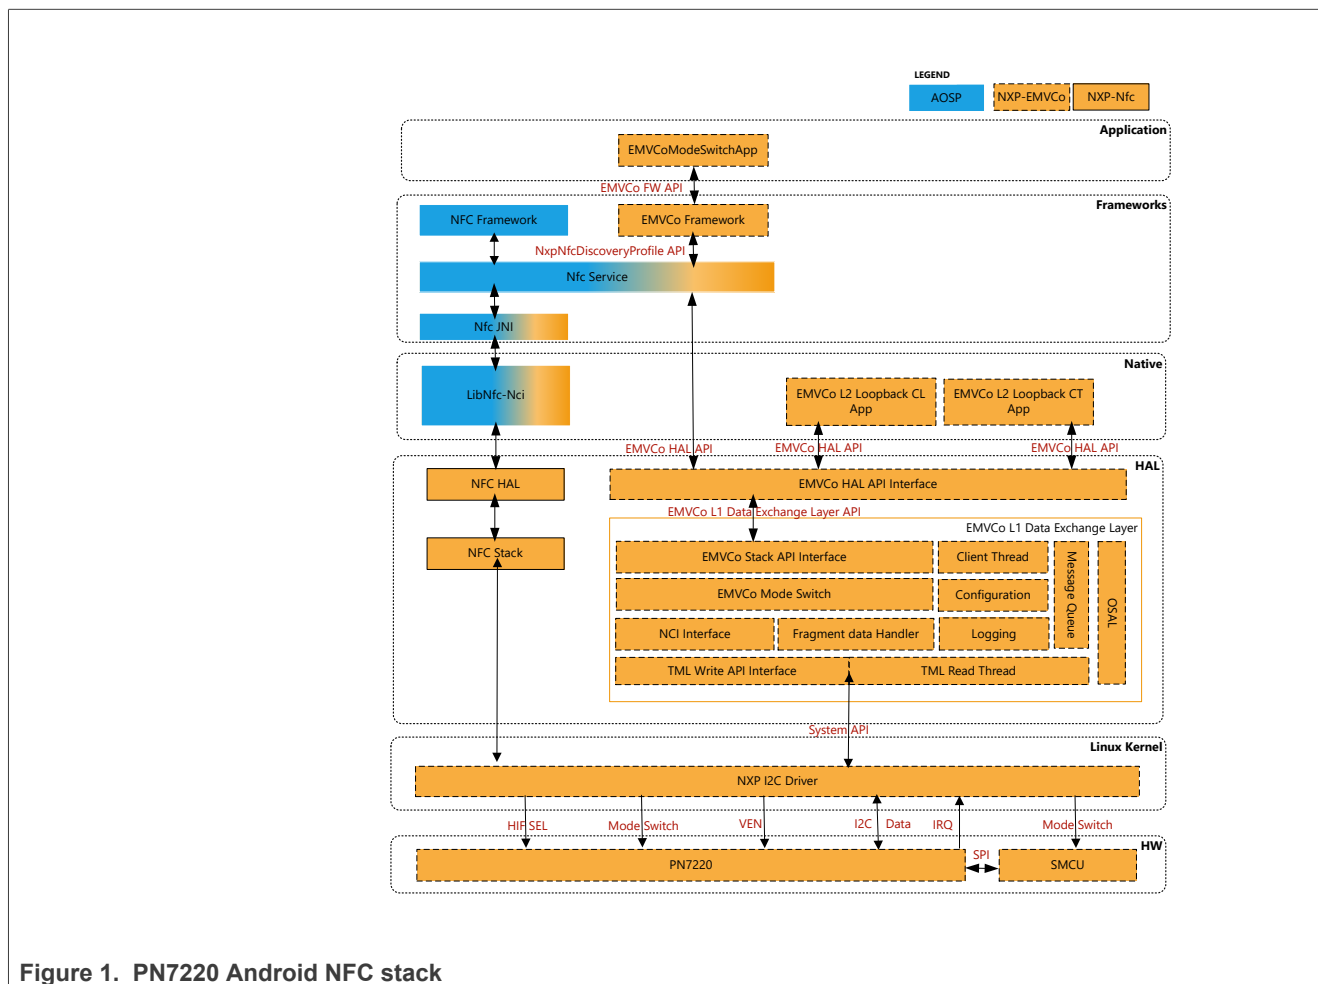 LEGEND
AOSP
NXP-EMVCo
NXP-Nfc
Application
EMVCoModeSwitchApp
EMVCo FW API
Frameworks
NFC Framework
EMVCo Framework
NxpNfcDiscoveryProfile API
Nfc Service
Nfc JNI
Native
LibNfc-Nci
EMVCo L2 Loopback CL
App
EMVCo L2 Loopback CT
App
EMVCo HAL API
EMVCo HAL API
EMVCo HAL API
HAL
NFC HAL
EMVCo HAL API Interface
EMVCo L1 Data Exchange Layer API
EMVCo L1 Data Exchange Layer
NFC Stack
EMVCo Stack API Interface
Client Thread
Message Queue
OSAL
EMVCo Mode Switch
Configuration
NCI Interface
Fragment data Handler
Logging
TML Write API Interface
TML Read Thread
System API
Linux Kernel
NXP I2C Driver
HIF SEL
Mode Switch
VEN
I2C
Data
IRQ
Mode Switch
HW
PN7220
SPI
SMCU
Figure 1. PN7220 Android NFC stack